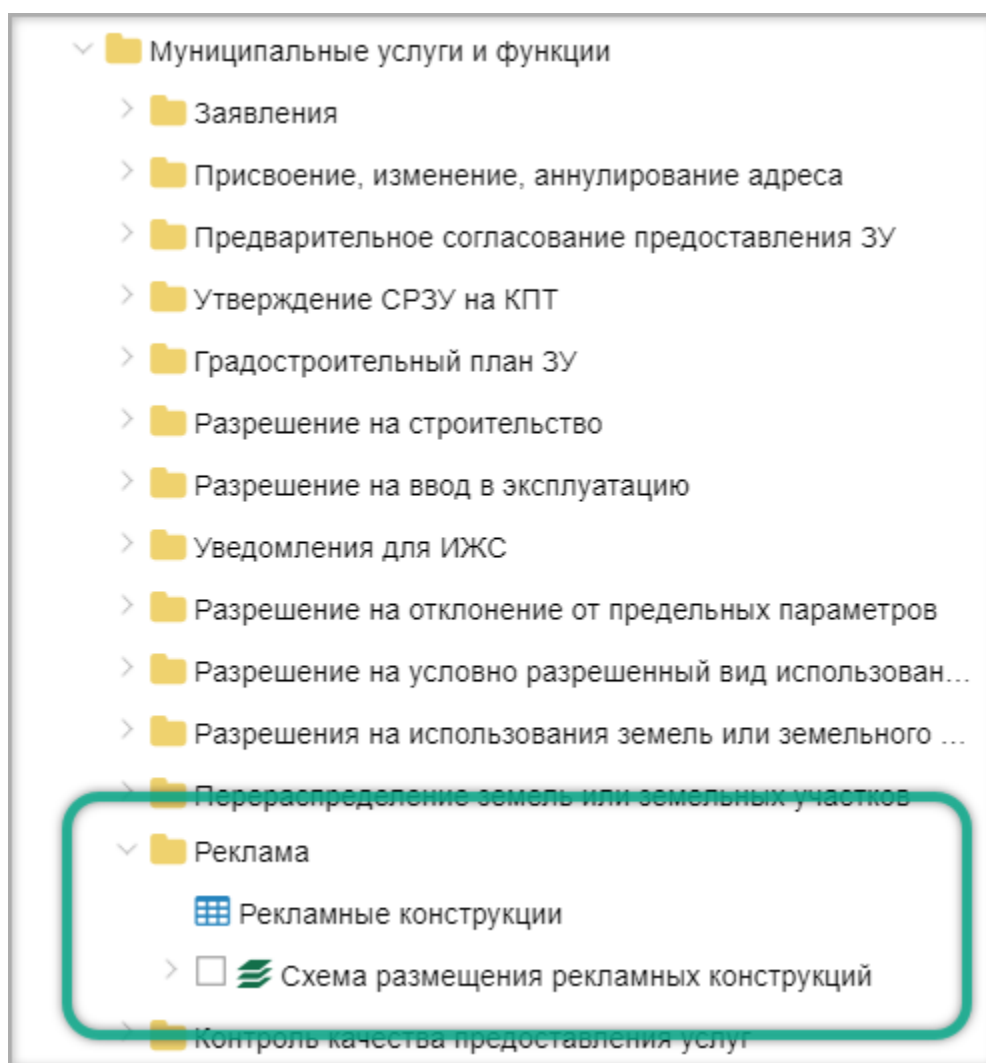 Муниципальные услуги и функции
Заявления
Присвоение, изменение, аннулирование адреса
Предварительное согласование предоставления ЗУ
Утверждение СРЗУ на КПТ
Градостроительный план ЗУ
Разрешение на строительство
Разрешение на ввод в эксплуатацию
Уведомления для ИЖС
Разрешение на отклонение от предельных параметров
Разрешение на условно разрешенный вид использован...
Разрешения на использования земель или земельного ...
Перераспределение земель или земельных участков
Реклама
Рекламные конструкции
Схема размещения рекламных конструкций
Контроль качества предоставления услуг